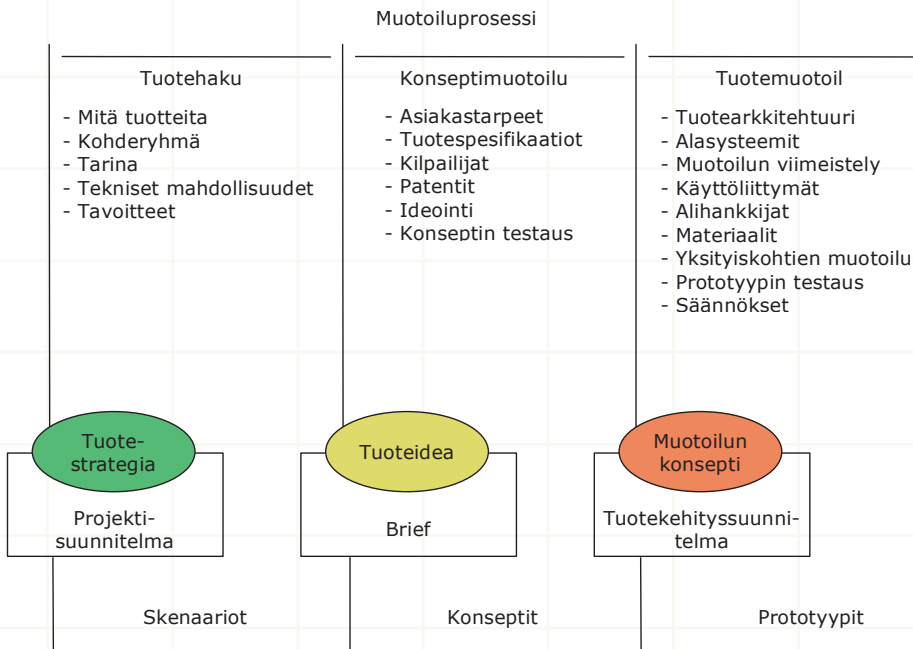 Muotoiluprosessi
Tuotehaku
- Mitä tuotteita
- Kohderyhmä
- Tarina
- Tekniset mahdollisuudet
- Tavoitteet
Konseptimuotoilu
- Asiakastarpeet
- Tuotespesifikaatiot
- Kilpailijat
- Patentit
- Ideointi
- Konseptin testaus
Tuotemuotoil
- Tuotearkkitehtuuri
- Alasysteemit
- Muotoilun viimeistely
- Käyttöliittymät
- Alihankkijat
- Materiaalit
- Yksityiskohtien muotoilu
- Prototyypin testaus
- Säännökset
Tuote-
strategia
Projekti-
suunnitelma
Tuoteidea
Brief
Muotoilun
konsepti
Tuotekehityssuunni-
telma
Skenaariot
Konseptit
Prototyypit